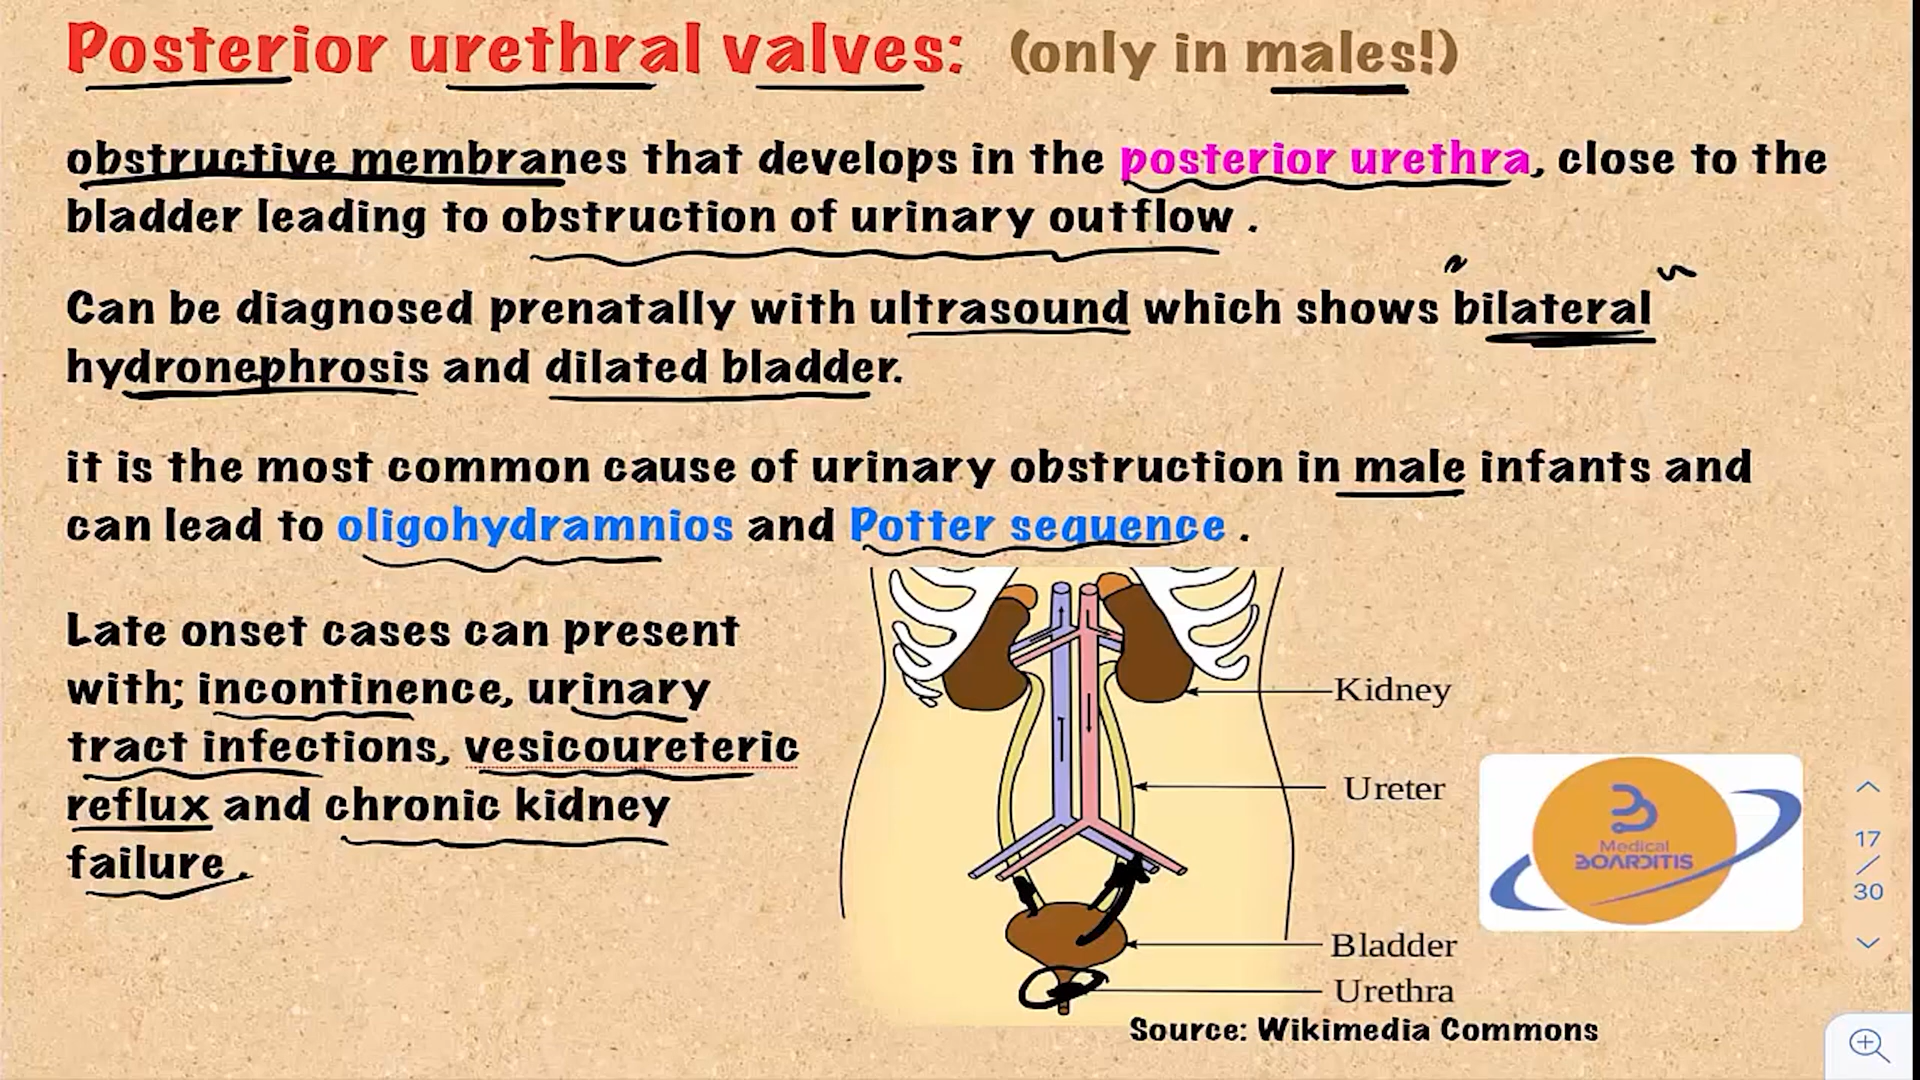 Posterior urethral valves: (only in males!)
obstructive membranes that develops in the posterior urethra, close to the
bladder leading to obstruction of urinary outflow .
Can be diagnosed prenatally with ultrasound which shows bilateral
hydronephrosis and dilated bladder.
it is the most common cause of urinary obstruction in male infants and
can lead to oligohydramnios and Potter sequence .
Late onset cases can present
with; incontinence, urinary
tract infections, vesicoureteric
reflux and chronic kidney
failure .
Kidney
Ureter
Bladder
Urethra
Source: Wikimedia Commons
Medical
BOARDITIS
17
/
30